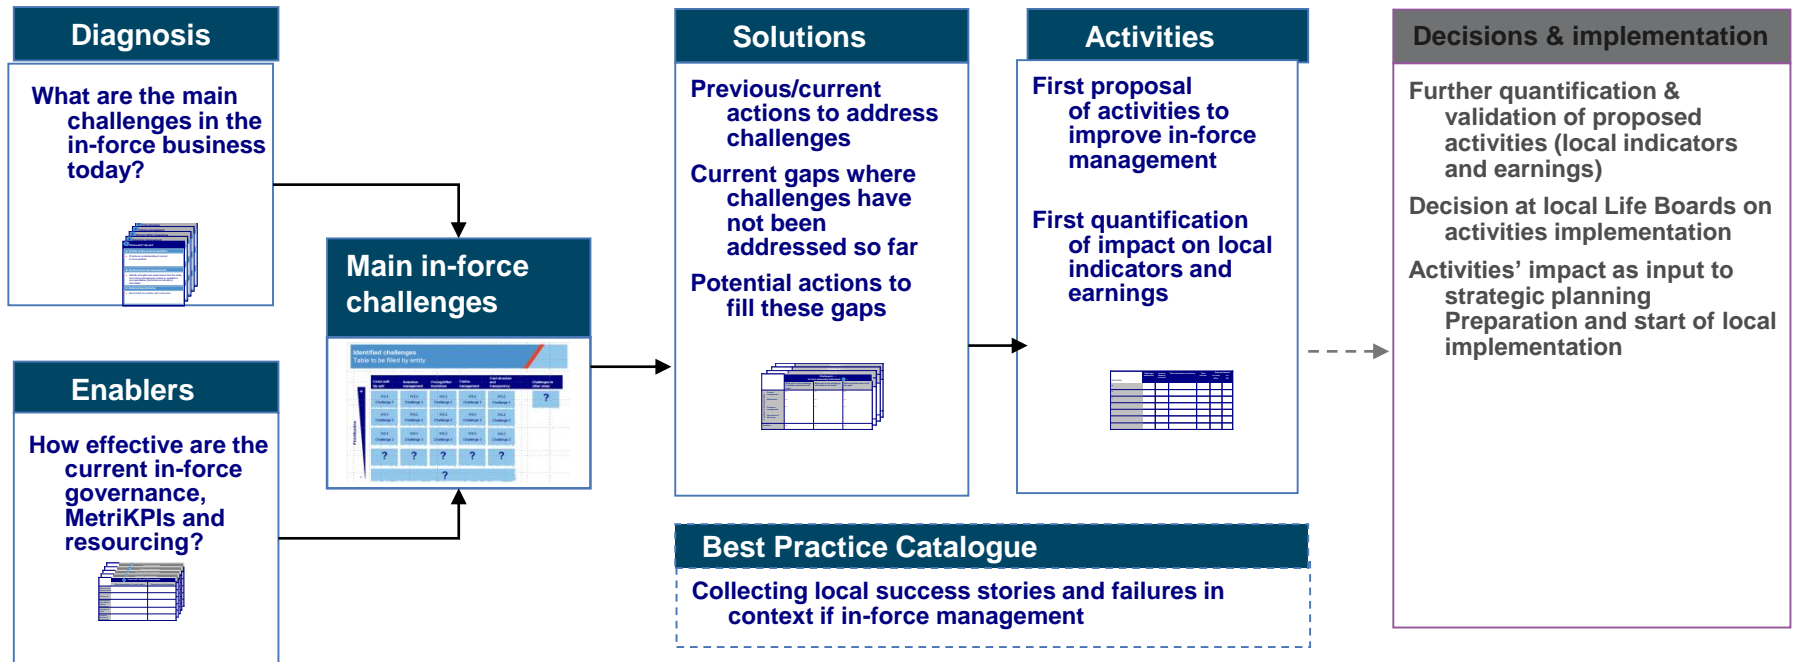 Diagnosis
What are the main
challenges in the
in-force business
today?
Enablers
How effective are the
current in-force
governance,
MetriKPIs and
resourcing?
Main in-force
challenges
Identified challenges
Table to be filled by entity
Solutions
Previous/current
actions to address
challenges
Current gaps where
challenges have
not been
addressed so far
Potential actions to
fill these gaps
Activities
First proposal
of activities to
improve in-force
management
First quantification
of impact on local
indicators and
earnings
Best Practice Catalogue
Collecting local success stories and failures in
context if in-force management
Decisions & implementation
Further quantification &
validation of proposed
activities (local indicators
and earnings)
Decision at local Life Boards on
activities implementation
Activities’ impact as input to
strategic planning
Preparation and start of local
implementation